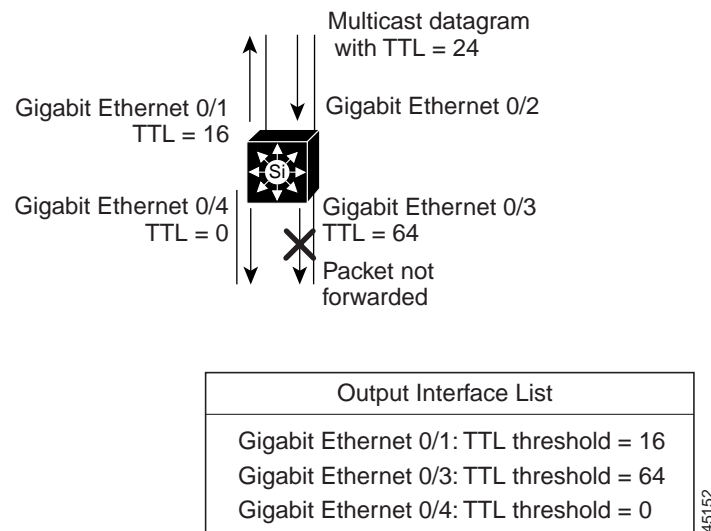 Multicast datagram
with TTL = 24
Gigabit Ethernet 0/1
TTL = 16
Gigabit Ethernet 0/2
Si
Gigabit Ethernet 0/4
TTL = 0
Gigabit Ethernet 0/3
TTL = 64
Packet not
forwarded
Output Interface List
Gigabit Ethernet 0/1: TTL threshold = 16
Gigabit Ethernet 0/3: TTL threshold = 64
Gigabit Ethernet 0/4: TTL threshold = 0
45152